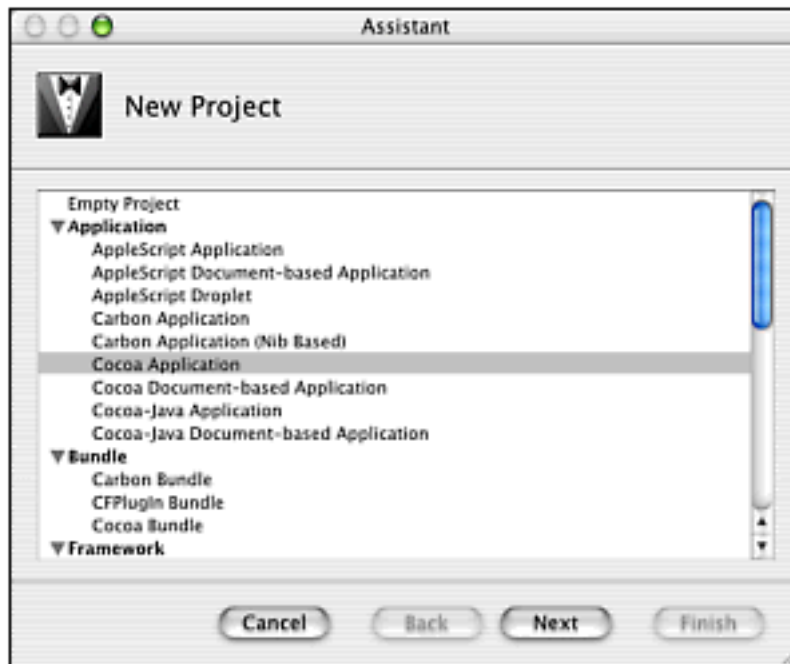 Assistant
New Project
Empty Project
Application
AppleScript Application
AppleScript Document-based Application
AppleScript Droplet
Carbon Application
Carbon Application (Nib Based)
Cocoa Application
Cocoa Document-based Application
Cocoa-Java Application
Cocoa-Java Document-based Application
Bundle
Carbon Bundle
CFPlugIn Bundle
Cocoa Bundle
Framework
Cancel Back Next Finish